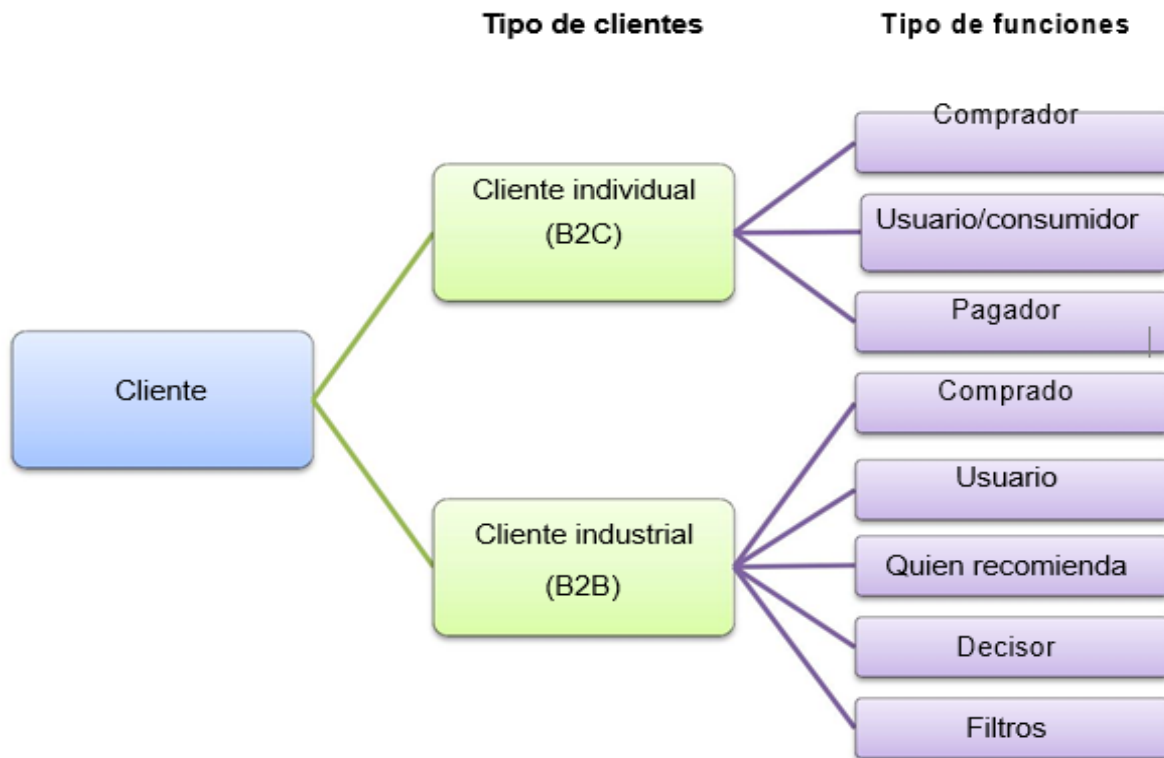 Tipo de clientes
Tipo de funciones
Comprador
Cliente individual
(B2C)
Usuario/consumidor
Pagador
Cliente
Comprado
Usuario
Cliente industrial
(B2B)
Quien recomienda
Decisor
Filtros